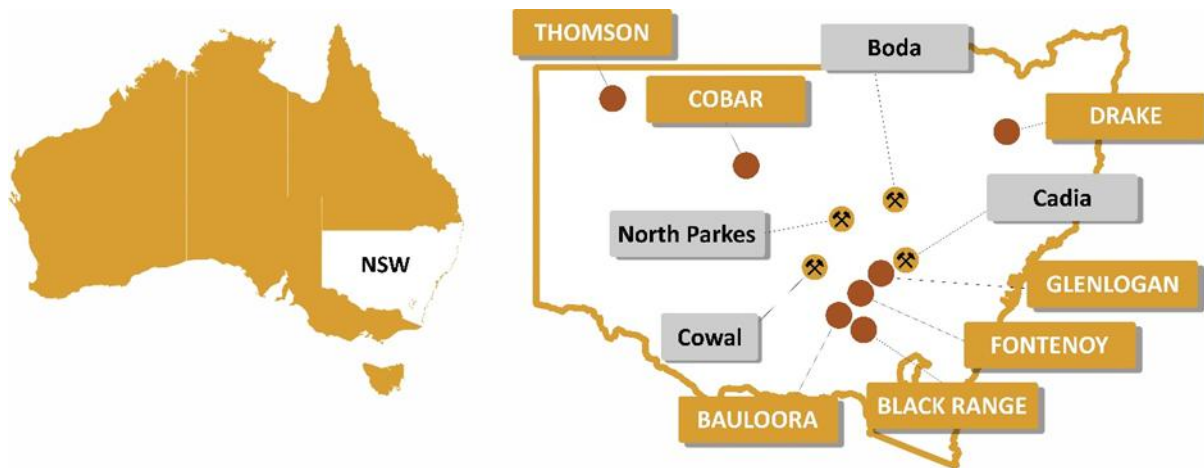 THOMSON
Boda
COBAR
DRAKE
Cadia
North Parkes
NSW
GLENLOGAN
Cowal
FONTENOY
BLACK RANGE
BAULOORA